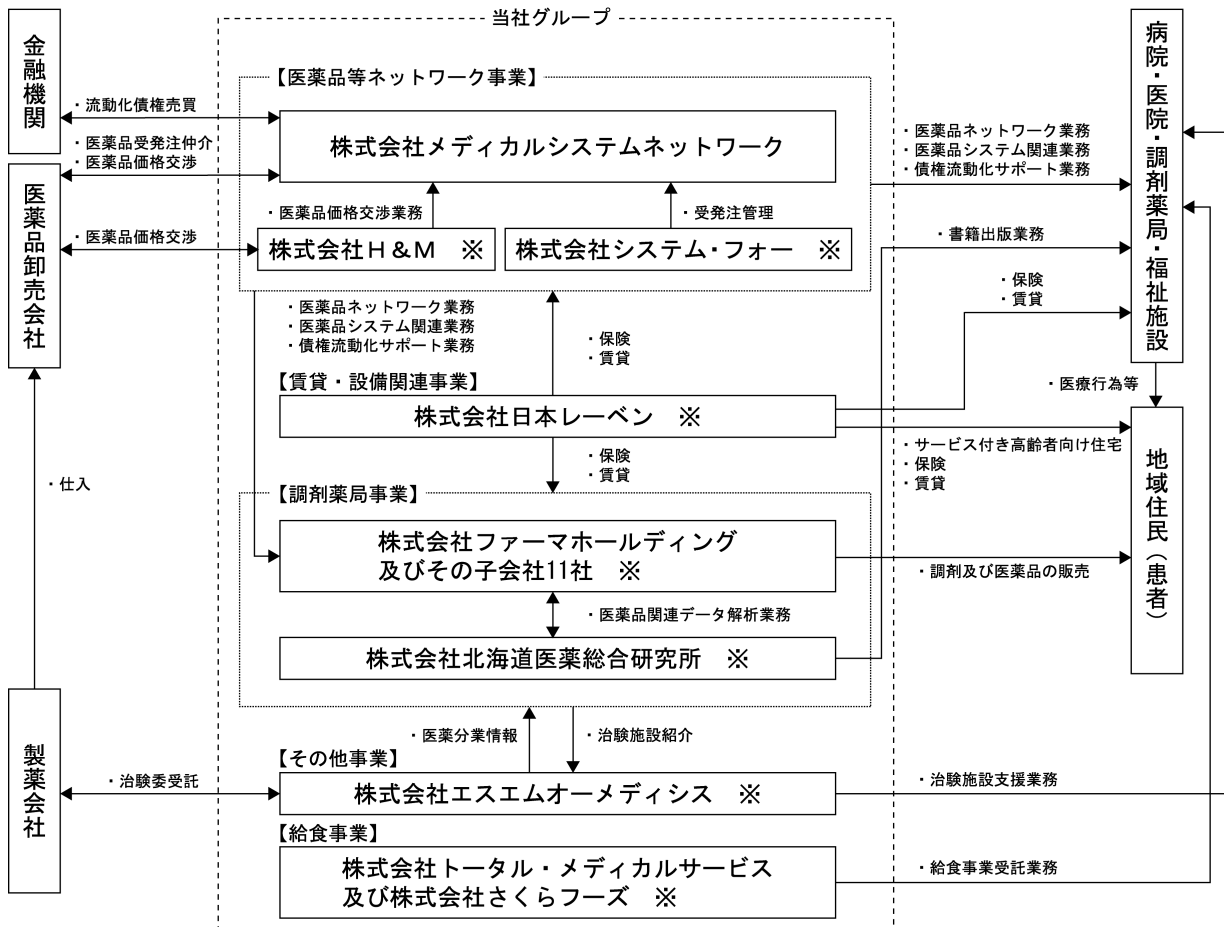 当社グループ
金融機関
医薬品卸売会社
製薬会社
・流動化債権売買
・医薬品受発注仲介
・医薬品価格交渉
・医薬品価格交渉
・仕入
・治験委受託
【医薬品等ネットワーク事業】
株式会社メディカルシステムネットワーク
・医薬品価格交渉業務
・受発注管理
株式会社H&M ※
株式会社システム・フォー ※
・医薬品ネットワーク業務
・医薬品システム関連業務
・債権流動化サポート業務
・保険
・賃貸
【賃貸・設備関連事業】
株式会社日本レーベン ※
・保険
・賃貸
【調剤薬局事業】
株式会社ファーマホールディング
及びその子会社11社 ※
・医薬品関連データ解析業務
株式会社北海道医薬総合研究所 ※
・医薬分業情報
・治験施設紹介
【その他事業】
株式会社エスエムオーメディシス ※
【給食事業】
株式会社トータル・メディカルサービス
及び株式会社さくらフーズ ※
・医薬品ネットワーク業務
・医薬品システム関連業務
・債権流動化サポート業務
・書籍出版業務
・保険
・賃貸
・医療行為等
・サービス付き高齢者向け住宅
・保険
・賃貸
・調剤及び医薬品の販売
・治験施設支援業務
・給食事業受託業務
病院・医院・調剤薬局・福祉施設
地域住民(患者)